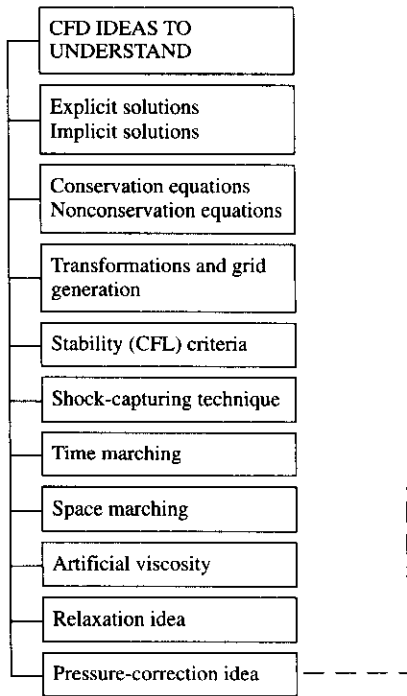 CFD IDEAS TO
UNDERSTAND
Explicit solutions
Implicit solutions
Conservation equations
Nonconservation equations
Transformations and grid
generation
Stability (CFL) criteria
Shock-capturing technique
Time marching
Space marching
Artificial viscosity
Relaxation idea
Pressure-correction idea